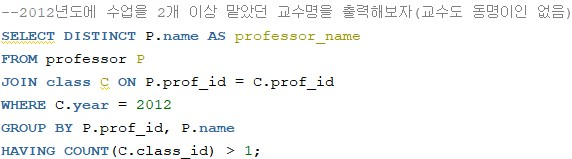 --2012년도에 수업을 2개 이상 맡았던 교수명을 출력해보자(교수도 동명이인 없음)
SELECT DISTINCT P.name AS professor_name
FROM professor P
JOIN class C ON P.prof_id = C.prof_id
WHERE C.year = 2012
GROUP BY P.prof_id, P.name
HAVING COUNT(C.class_id) > 1;